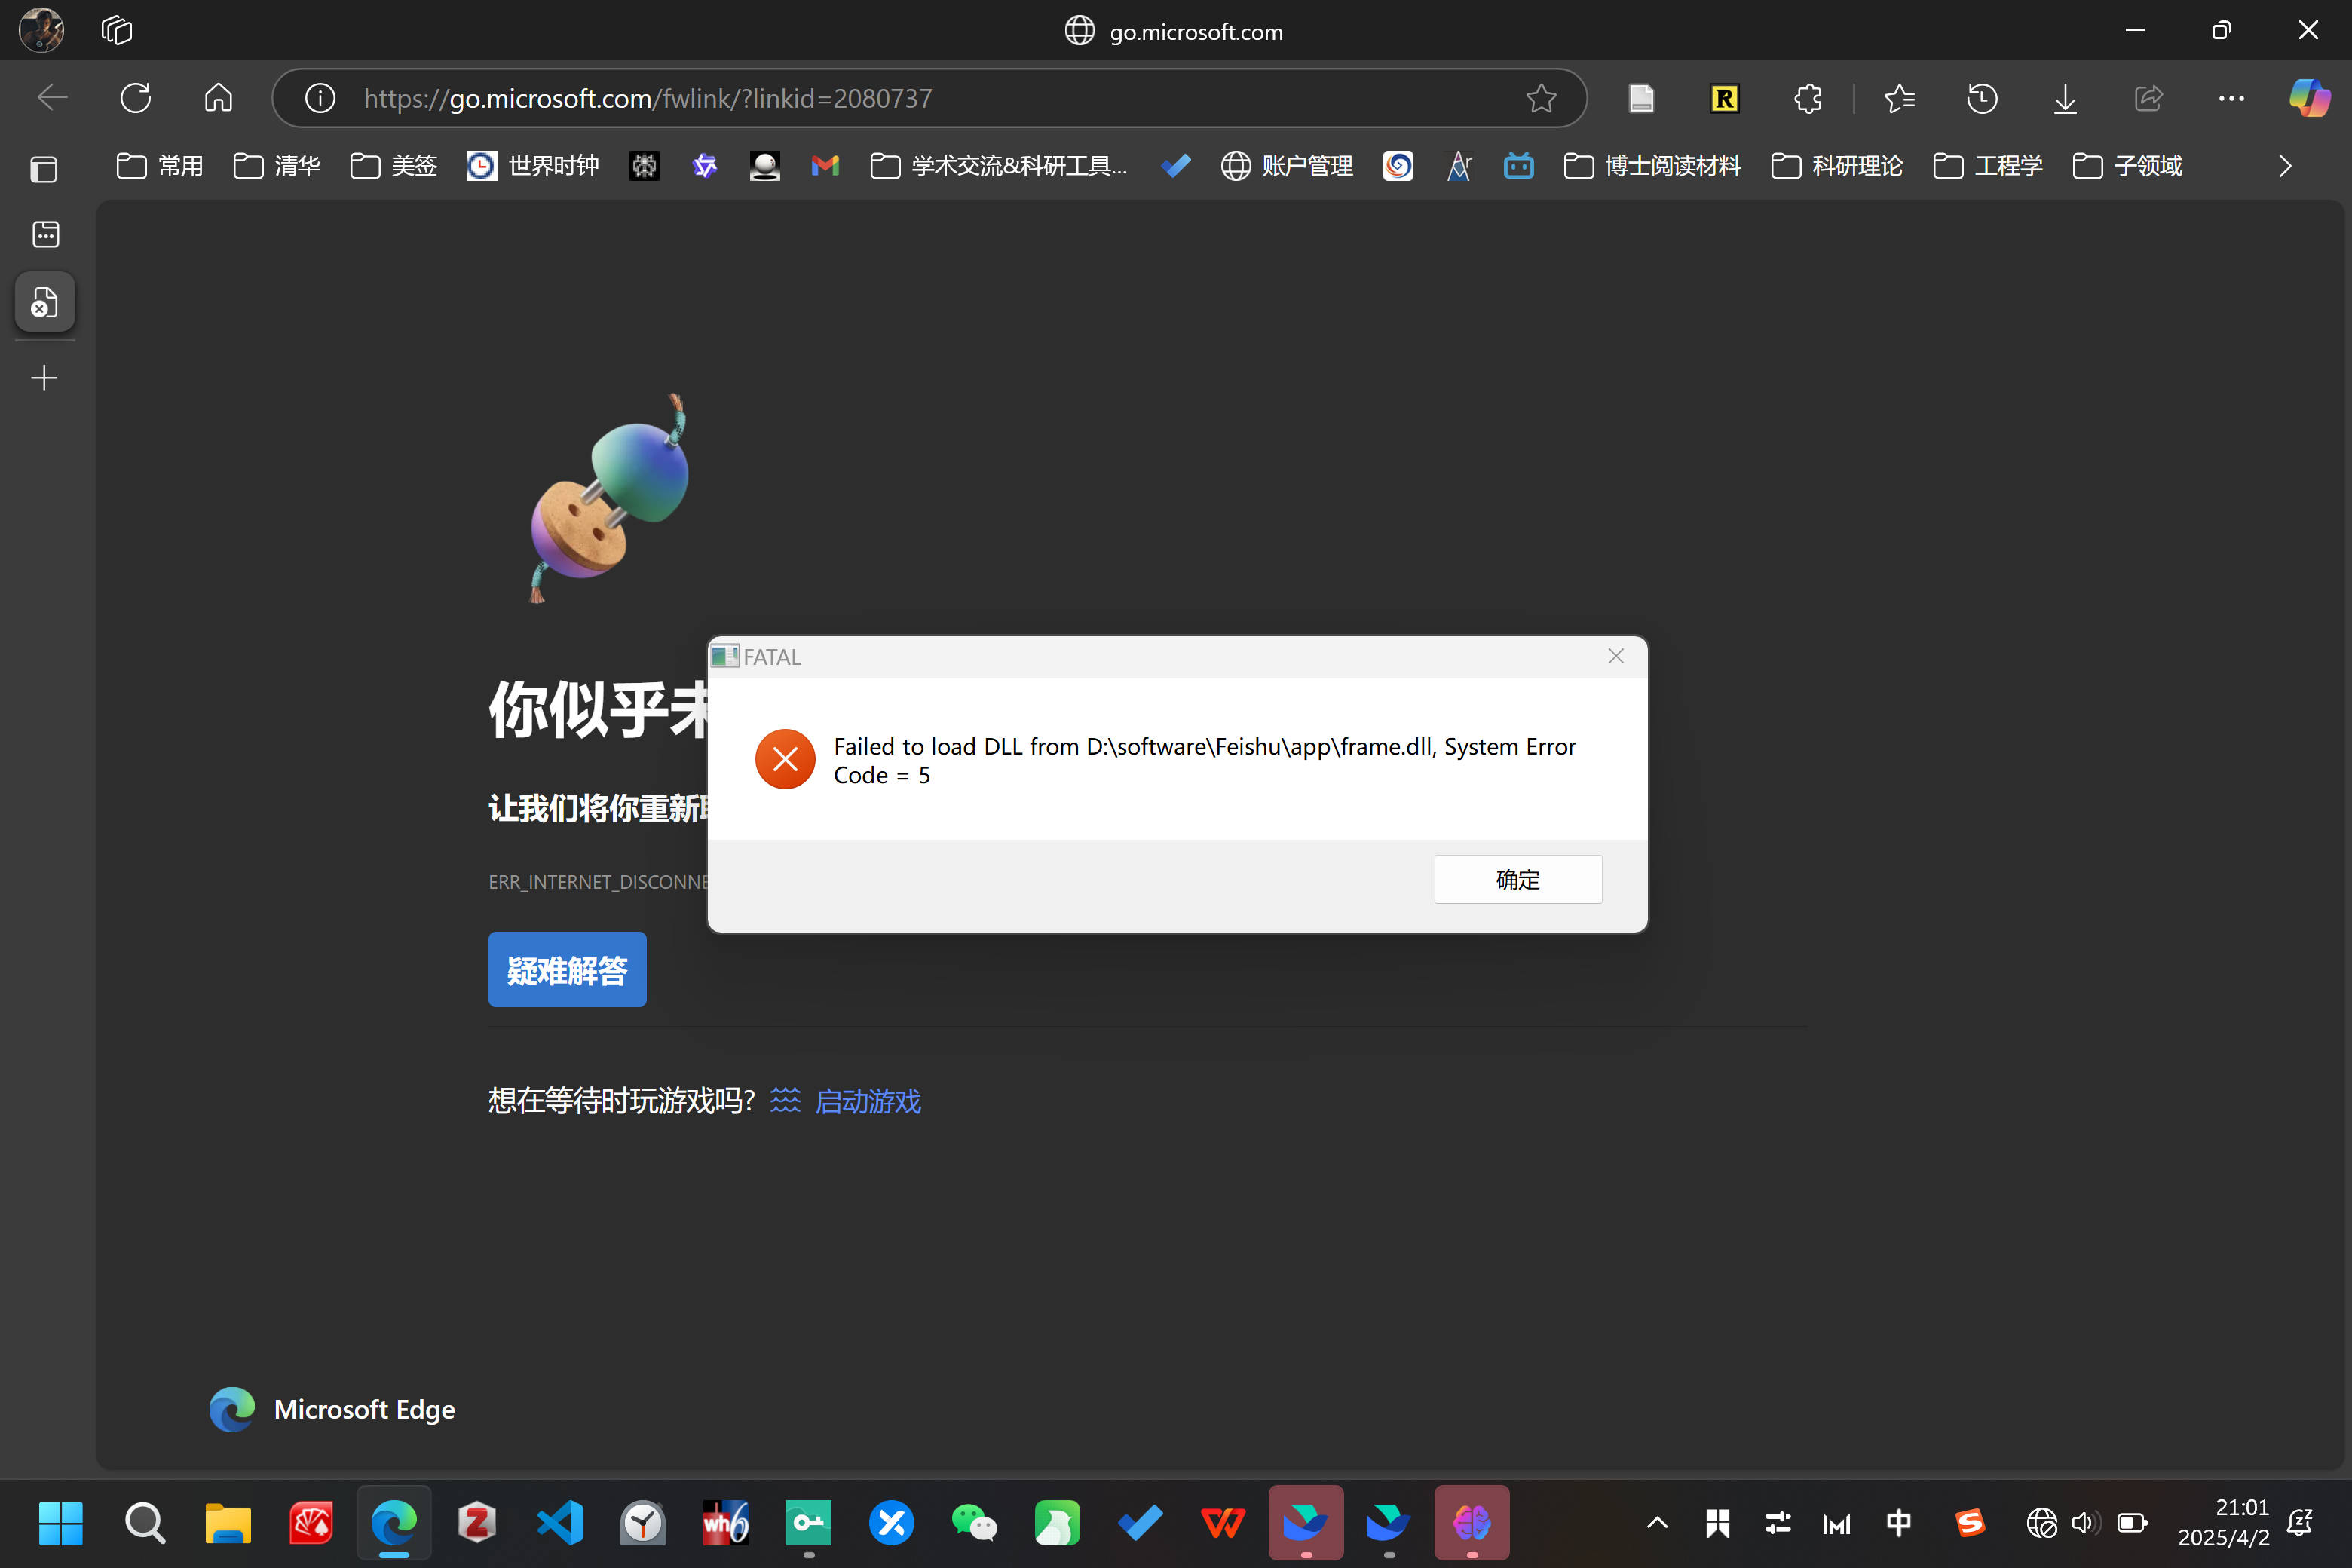 go.microsoft.com
https://go.microsoft.com/fwlink/?linkid=2080737
常用 清华 美签 世界时钟 学术交流&科研工具... 账户管理 博士阅读材料 科研理论 工程学 子领域
FATAL
Failed to load DLL from D:\software\Feishu\app\frame.dll, System Error
Code = 5
确定
你似乎未
让我们将你重新
ERR_INTERNET_DISCONNE
疑难解答
想在等待时玩游戏吗? 启动游戏
Microsoft Edge
wh6
中
21:01
2025/4/2